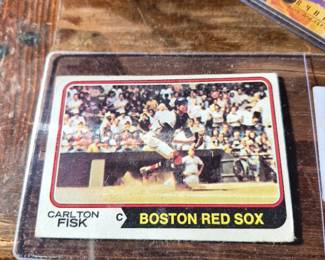 CARLTON
FISK
C
BOSTON RED SOX